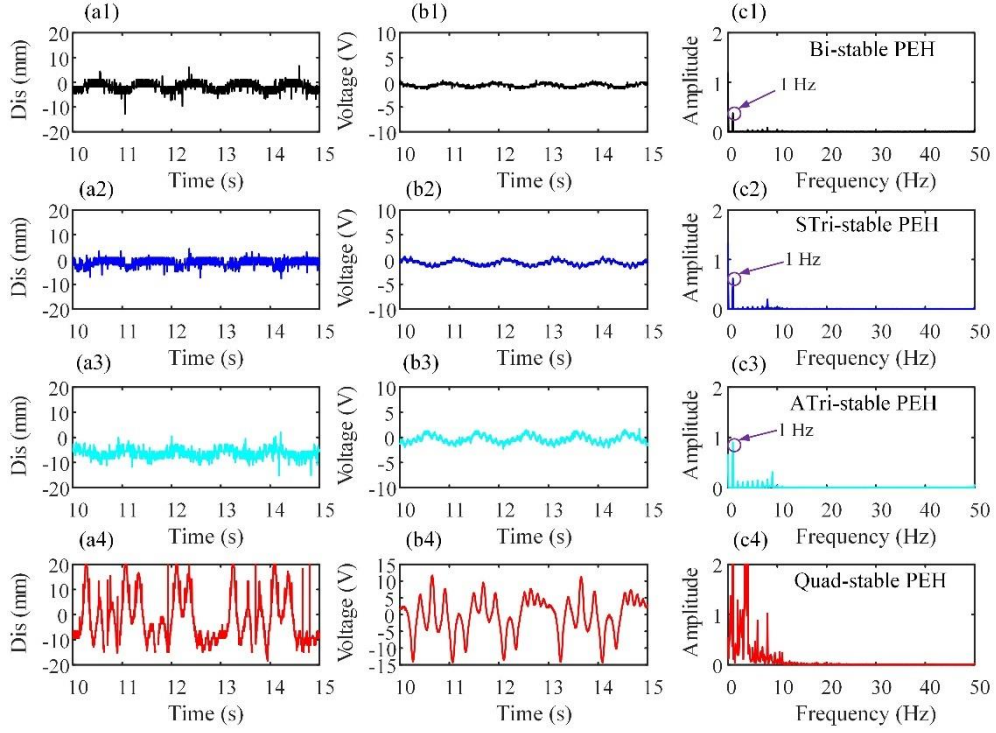 (a1) (b1) (c1)
20 10 2
10 5 Bi-stable PEH
0 0 1 1 Hz
-10 -5
-20 -10 0
Dis (mm) Voltage (V) Amplitude
10 11 12 13 14 15 10 11 12 13 14 15 0 10 20 30 40 50
Time (s) Time (s) Frequency (Hz)
(a2) (b2) (c2)
20 10 2
10 5 STri-stable PEH
0 0 1 1 Hz
-10 -5
-20 -10 0
Dis (mm) Voltage (V) Amplitude
10 11 12 13 14 15 10 11 12 13 14 15 0 10 20 30 40 50
Time (s) Time (s) Frequency (Hz)
(a3) (b3) (c3)
20 10 2
10 5 ATri-stable PEH
0 0 1 1 Hz
-10 -5
-20 -10 0
Dis (mm) Voltage (V) Amplitude
10 11 12 13 14 15 10 11 12 13 14 15 0 10 20 30 40 50
Time (s) Time (s) Frequency (Hz)
(a4) (b4) (c4)
20 15 2
10 10 Quad-stable PEH
5
0 0 1
-5
-10 -10
-20 -15 0
Dis (mm) Voltage (V) Amplitude
10 11 12 13 14 15 10 11 12 13 14 15 0 10 20 30 40 50
Time (s) Time (s) Frequency (Hz)